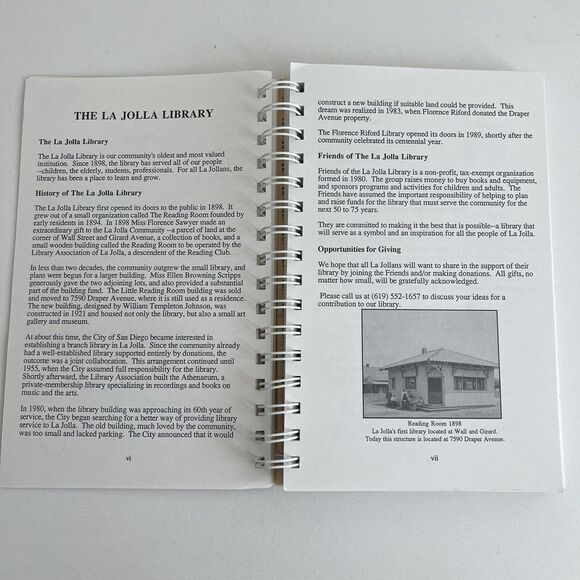 THE LA JOLLA LIBRARY
The La Jolla Library
The La Jolla Library is our community's oldest and most valued
institution. Since 1898, the library has served all of our people
--children, the elderly, students, professionals. For all La Jollans, the
library has been a place to learn and grow.
History of The La Jolla Library
The La Jolla Library first opened its doors to the public in 1898. It
grew out of a small organization called The Reading Room founded by
early residents in 1894. In 1898 Miss Florence Sawyer made an
extraordinary gift to the La Jolla Community --a parcel of land at the
corner of Wall Street and Girard Avenue, a collection of books, and a
small wooden building called the Reading Room to be operated by the
Library Association of La Jolla, a descendent of the Reading Club.
In less than two decades, the community outgrew the small library, and
plans were begun for a larger building. Miss Ellen Browning Scripps
generously gave the two adjoining lots, and also provided a substantial
part of the building fund. The Little Reading Room building was sold
and moved to 7590 Draper Avenue, where it is still used as a residence.
The new building, designed by William Templeton Johnson, was
constructed in 1921 and housed not only the library, but also a small art
gallery and museum.
At about this time, the City of San Diego became interested in
establishing a branch library in La Jolla. Since the community already
had a well-established library supported entirely by donations, the
outcome was a joint collaboration. This arrangement continued until
1955, when the City assumed full responsibility for the library.
Shortly afterward, the Library Association built the Athenaeum, a
private-membership library specializing in recordings and books on
music and the arts.
In 1980, when the library building was approaching its 60th year of
service, the City began searching for a better way of providing library
service to La Jolla. The old building, much loved by the community,
was too small and lacked parking. The City announced that it would
vi
construct a new building if suitable land could be provided. This
dream was realized in 1983, when Florence Riford donated the Draper
Avenue property.
The Florence Riford Library opened its doors in 1989, shortly after the
community celebrated its centennial year.
Friends of The La Jolla Library
Friends of the La Jolla Library is a non-profit, tax-exempt organization
formed in 1980. The group raises money to buy books and equipment,
and sponsors programs and activities for children and adults. The
Friends have assumed the important responsibility of helping to plan
and raise funds for the library that must serve the community for the
next 50 to 75 years.
They are committed to making it the best that is possible--a library that
will serve as a symbol and an inspiration for all the people of La Jolla.
Opportunities for Giving
We hope that all La Jollans will want to share in the support of their
library by joining the Friends and/or making donations. All gifts, no
matter how small, will be gratefully acknowledged.
Please call us at (619) 552-1657 to discuss your ideas for a
contribution to our library.
Reading Room 1898
La Jolla's first library located at Wall and Girard.
Today this structure is located at 7590 Draper Avenue.
vii